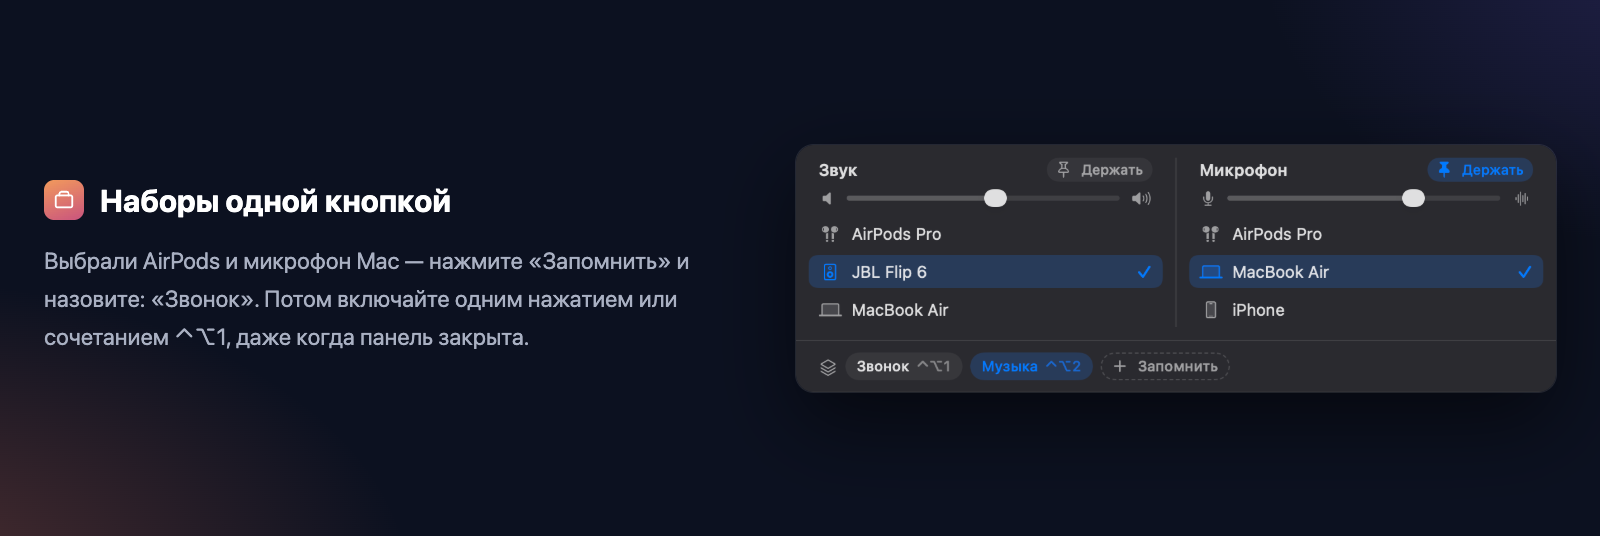 Наборы одной кнопкой
Выбрали AirPods и микрофон Mac — нажмите «Запомнить» и
назовите: «Звонок». Потом включайте одним нажатием или
сочетанием ⌃⌥1, даже когда панель закрыта.
Звук
Держать
AirPods Pro
JBL Flip 6
MacBook Air
Микрофон
Держать
AirPods Pro
MacBook Air
iPhone
Звонок ⌃⌥1
Музыка ⌃⌥2
+ Запомнить